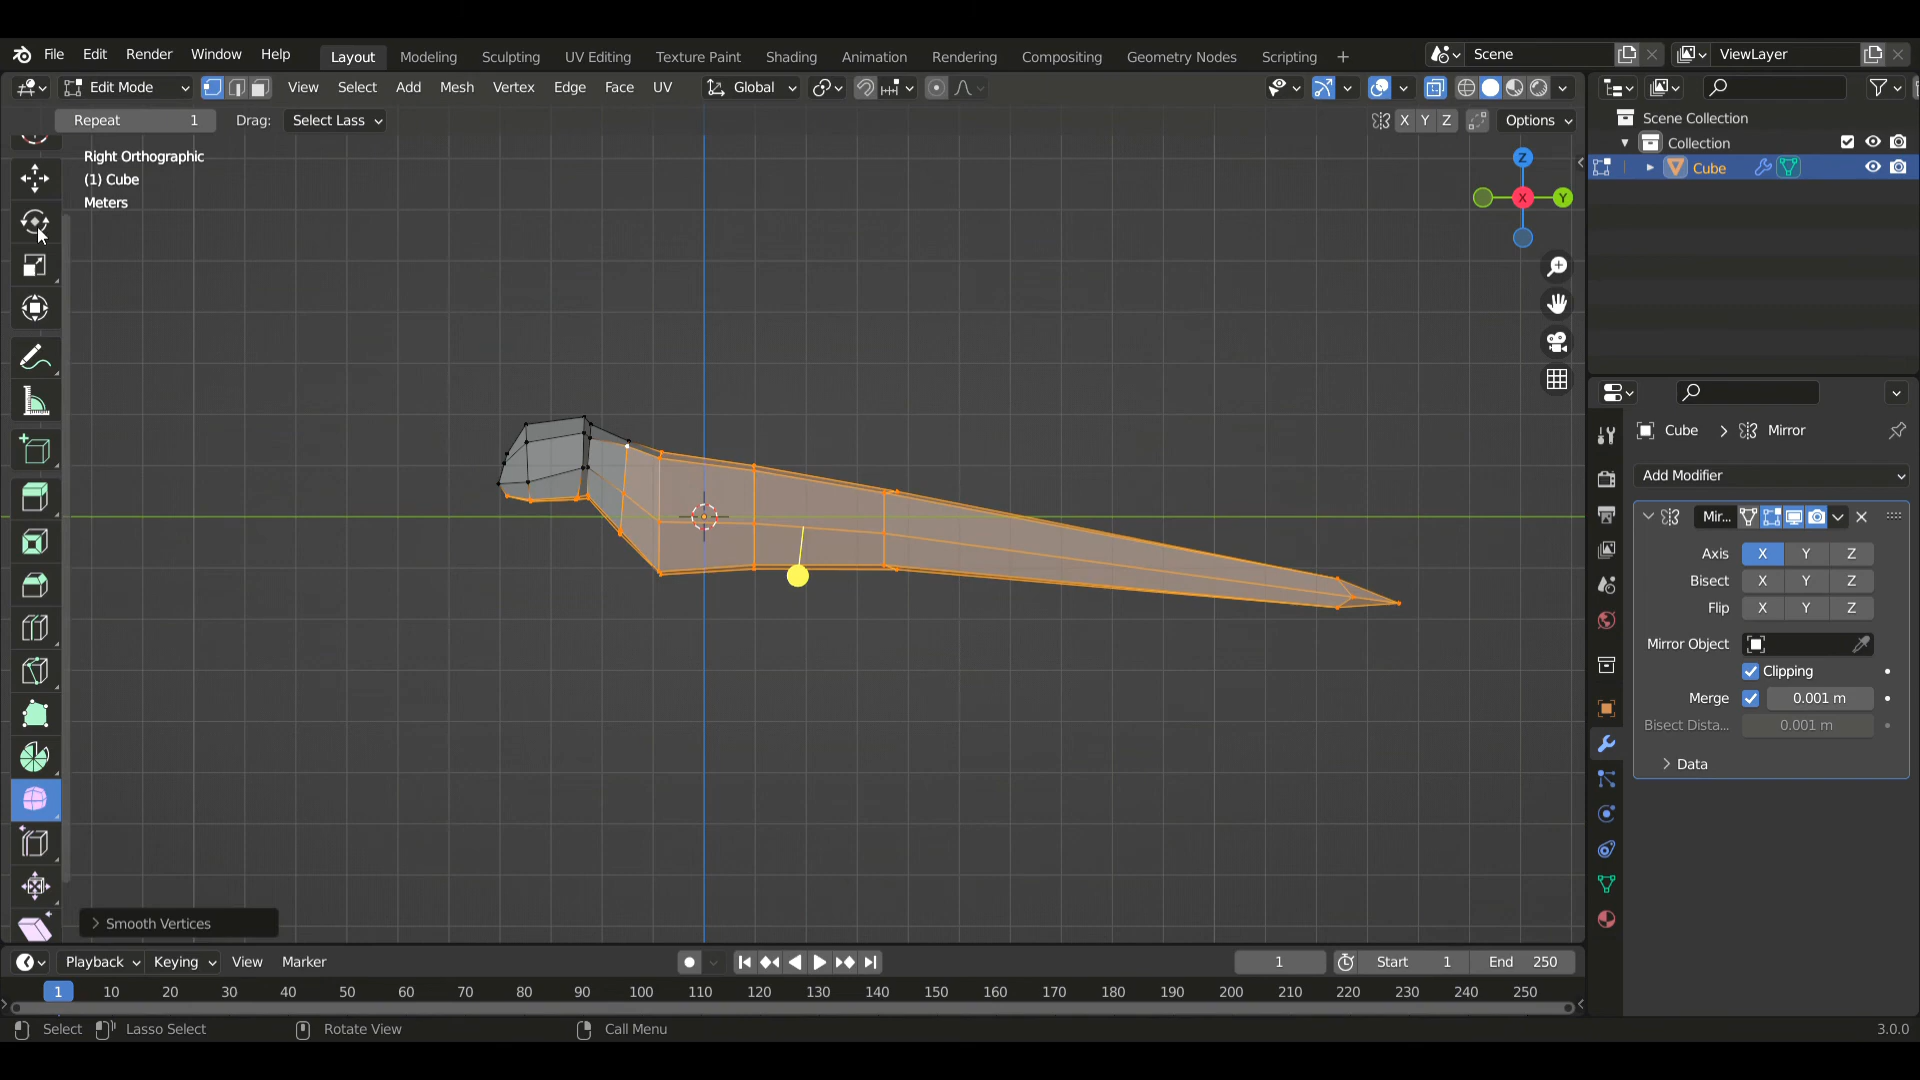 File Edit Render Window Help Layout Modeling Sculpting UV Editing Texture Paint Shading Animation Rendering Compositing Geometry Nodes Scripting + Scene ViewLayer
Edit Mode View Select Add Mesh Vertex Edge Face UV Global
Repeat 1 Drag: Select Lass X Y Z Options
Right Orthographic
(1) Cube
Meters
Z
X
Y
Scene Collection
Collection
Cube
Cube > Mirror
Add Modifier
Mir...
Axis X Y Z
Bisect X Y Z
Flip X Y Z
Mirror Object
Clipping
Merge 0.001 m
Bisect Dista... 0.001 m
Data
Smooth Vertices
Playback Keying View Marker 1 Start 1 End 250
1 10 20 30 40 50 60 70 80 90 100 110 120 130 140 150 160 170 180 190 200 210 220 230 240 250
Select Lasso Select Rotate View Call Menu 3.0.0